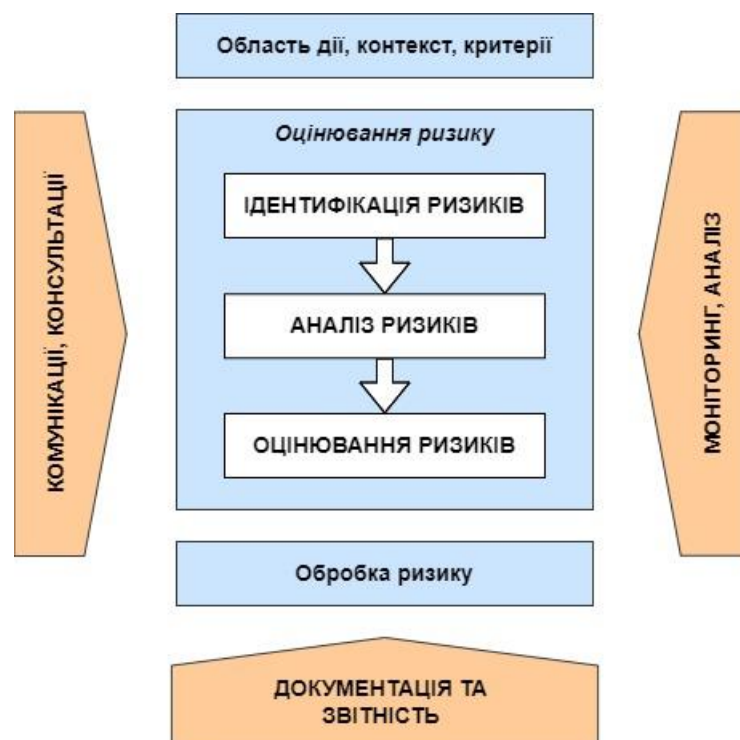 Область дії, контекст, критерії
КОМУНІКАЦІЇ, КОНСУЛЬТАЦІЇ
Оцінювання ризику
ІДЕНТИФІКАЦІЯ РИЗИКІВ
АНАЛІЗ РИЗИКІВ
ОЦІНЮВАННЯ РИЗИКІВ
МОНІТОРИНГ, АНАЛІЗ
Обробка ризику
ДОКУМЕНТАЦІЯ ТА
ЗВІТНІСТЬ